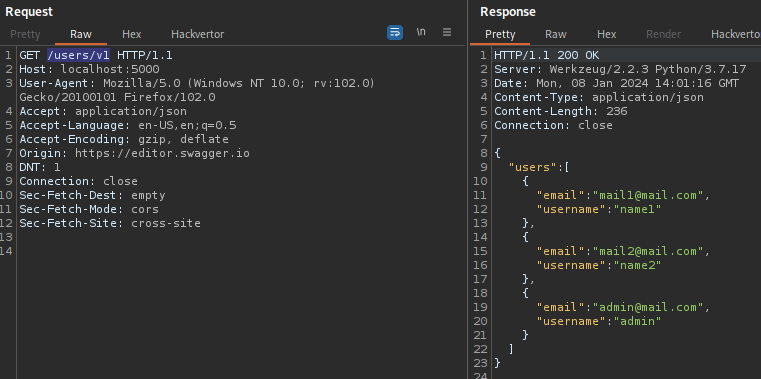 Request
Pretty Raw Hex Hackvertor \n
1 GET /users/v1 HTTP/1.1
2 Host: localhost:5000
3 User-Agent: Mozilla/5.0 (Windows NT 10.0; rv:102.0)
Gecko/20100101 Firefox/102.0
4 Accept: application/json
5 Accept-Language: en-US,en;q=0.5
6 Accept-Encoding: gzip, deflate
7 Origin: https://editor.swagger.io
8 DNT: 1
9 Connection: close
10 Sec-Fetch-Dest: empty
11 Sec-Fetch-Mode: cors
12 Sec-Fetch-Site: cross-site
13
14
Response
Pretty Raw Hex Render Hackverto
1 HTTP/1.1 200 OK
2 Server: Werkzeug/2.2.3 Python/3.7.17
3 Date: Mon, 08 Jan 2024 14:01:16 GMT
4 Content-Type: application/json
5 Content-Length: 236
6 Connection: close
7
8 {
9 "users":[
10 {
11 "email":"mail1@mail.com",
12 "username":"name1"
13 },
14 {
15 "email":"mail2@mail.com",
16 "username":"name2"
17 },
18 {
19 "email":"admin@mail.com",
20 "username":"admin"
21 }
22 ]
23 }
24